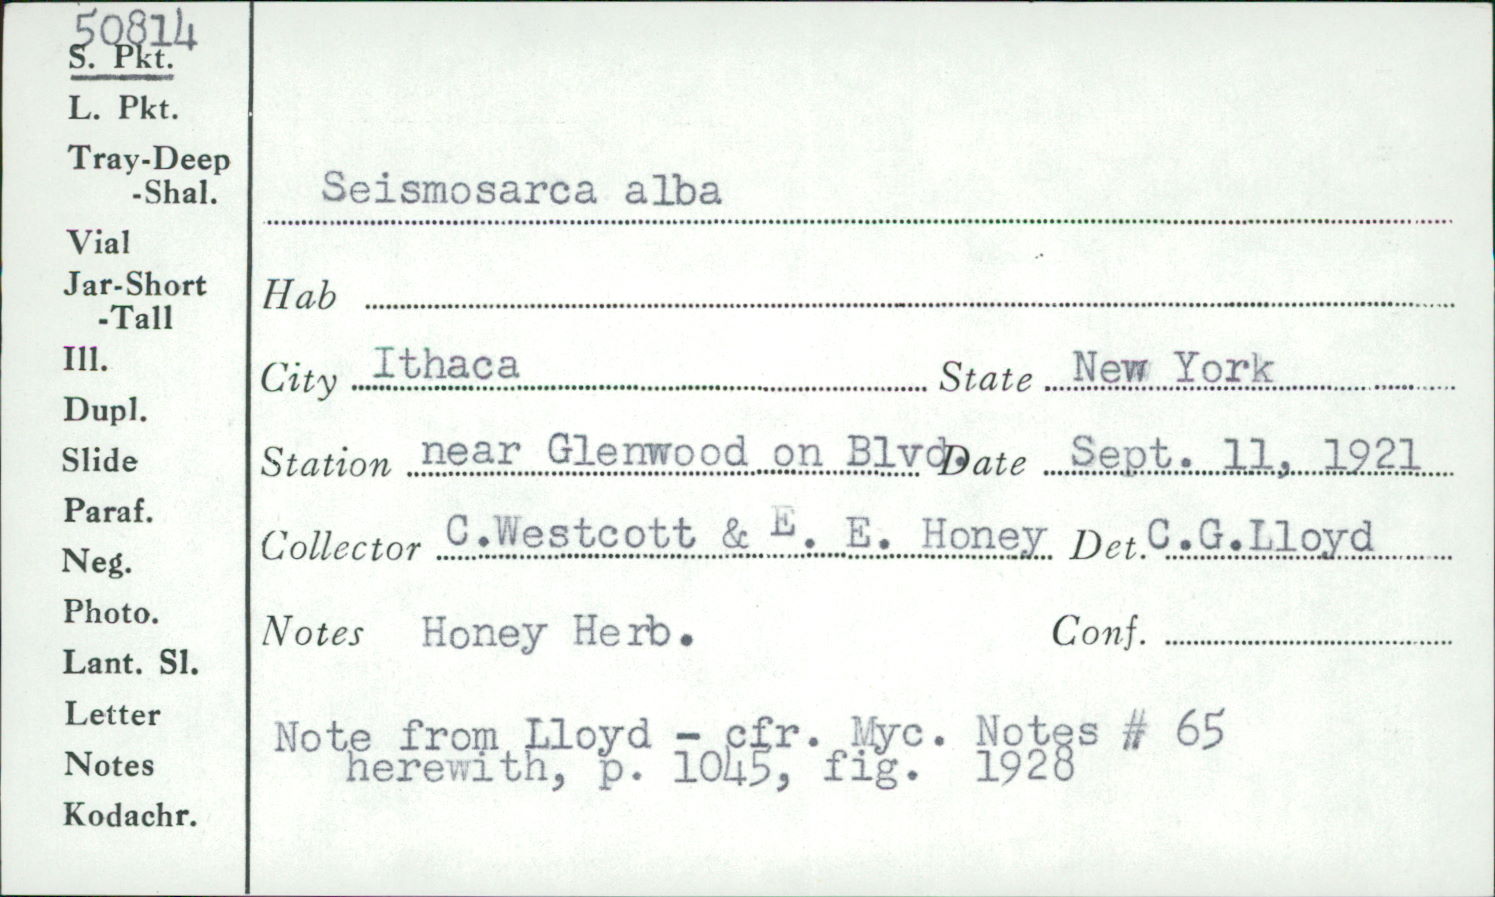 50814
S. Pkt.
L. Pkt.
Tray-Deep
-Shal.
Vial
Jar-Short
-Tall
Ill.
Dupl.
Slide
Paraf.
Neg.
Photo.
Lant. Sl.
Letter
Notes
Kodachr.
Seismosarca alba
Hab
City Ithaca State New York
Station near Glenwood on Blvd. Date Sept. 11, 1921
Collector C.Westcott & E. E. Honey Det. C.G.Lloyd
Notes Honey Herb. Conf.
Note from Lloyd - cfr. Myc. Notes # 65
herewith, p. 1045, fig. 1928